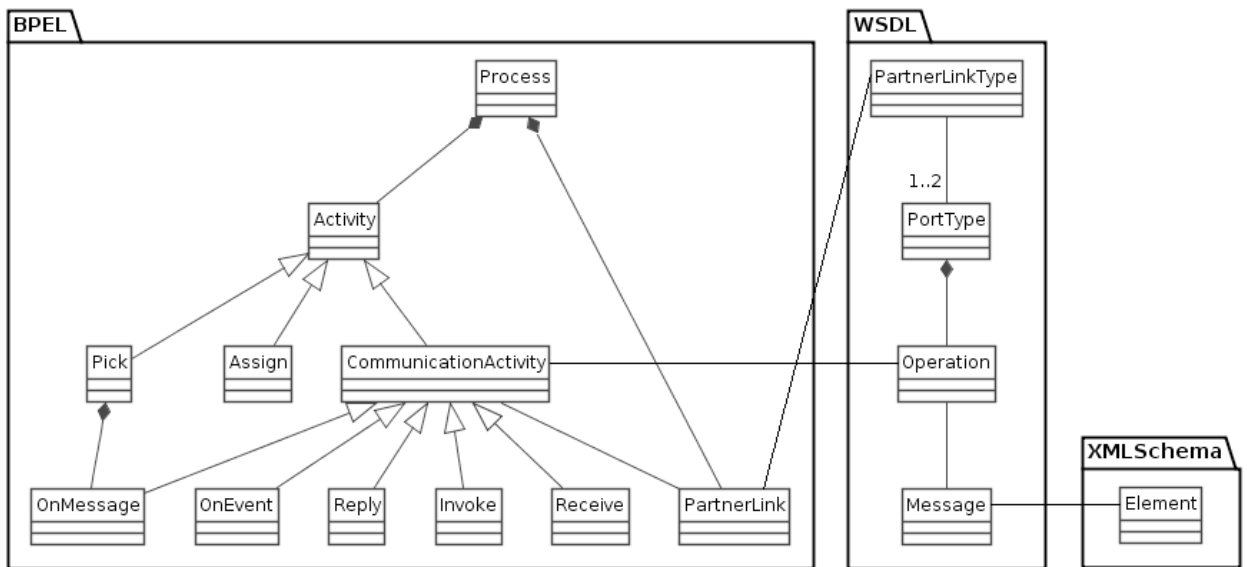 BPEL
WSDL
Process
PartnerLinkType
1..2
Activity
PortType
Pick
Assign
CommunicationActivity
Operation
XMLSchema
OnMessage
OnEvent
Reply
Invoke
Receive
PartnerLink
Message
Element